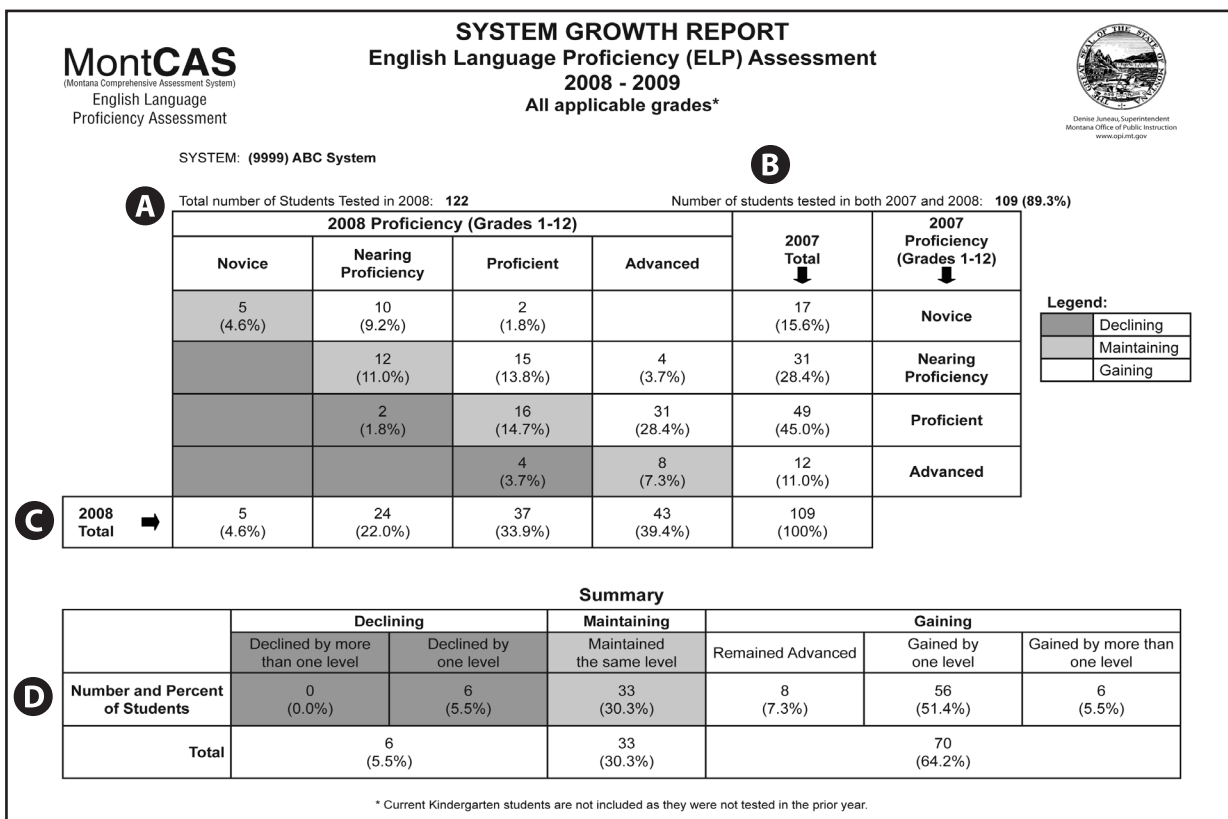 SYSTEM GROWTH REPORT
English Language Proficiency (ELP) Assessment
2008 - 2009
All applicable grades*
MontCAS
(Montana Comprehensive Assessment System)
English Language
Proficiency Assessment
THE GREAT SEAL OF THE STATE OF MONTANA
Denise Juneau, Superintendent
Montana Office of Public Instruction
www.opi.mt.gov
SYSTEM: (9999) ABC System
B
A
Total number of Students Tested in 2008: 122
Number of students tested in both 2007 and 2008: 109 (89.3%)
2008 Proficiency (Grades 1-12)
2007
Total
2007
Proficiency
(Grades 1-12)
Novice
Nearing
Proficiency
Proficient
Advanced
5 10 2 17
(4.6%) (9.2%) (1.8%) (15.6%)
Novice
12 15 4 31
(11.0%) (13.8%) (3.7%) (28.4%)
Nearing
Proficiency
2 16 31 49
(1.8%) (14.7%) (28.4%) (45.0%)
Proficient
4 8 12
(3.7%) (7.3%) (11.0%)
Advanced
Legend:
Declining
Maintaining
Gaining
C
2008
Total
5 24 37 43 109
(4.6%) (22.0%) (33.9%) (39.4%) (100%)
Summary
Declining Maintaining Gaining
Declined by more
than one level
Declined by
one level
Maintained
the same level
Remained Advanced
Gained by
one level
Gained by more than
one level
D
Number and Percent
of Students
0 6 33 8 56 6
(0.0%) (5.5%) (30.3%) (7.3%) (51.4%) (5.5%)
Total
6 33 70
(5.5%) (30.3%) (64.2%)
* Current Kindergarten students are not included as they were not tested in the prior year.